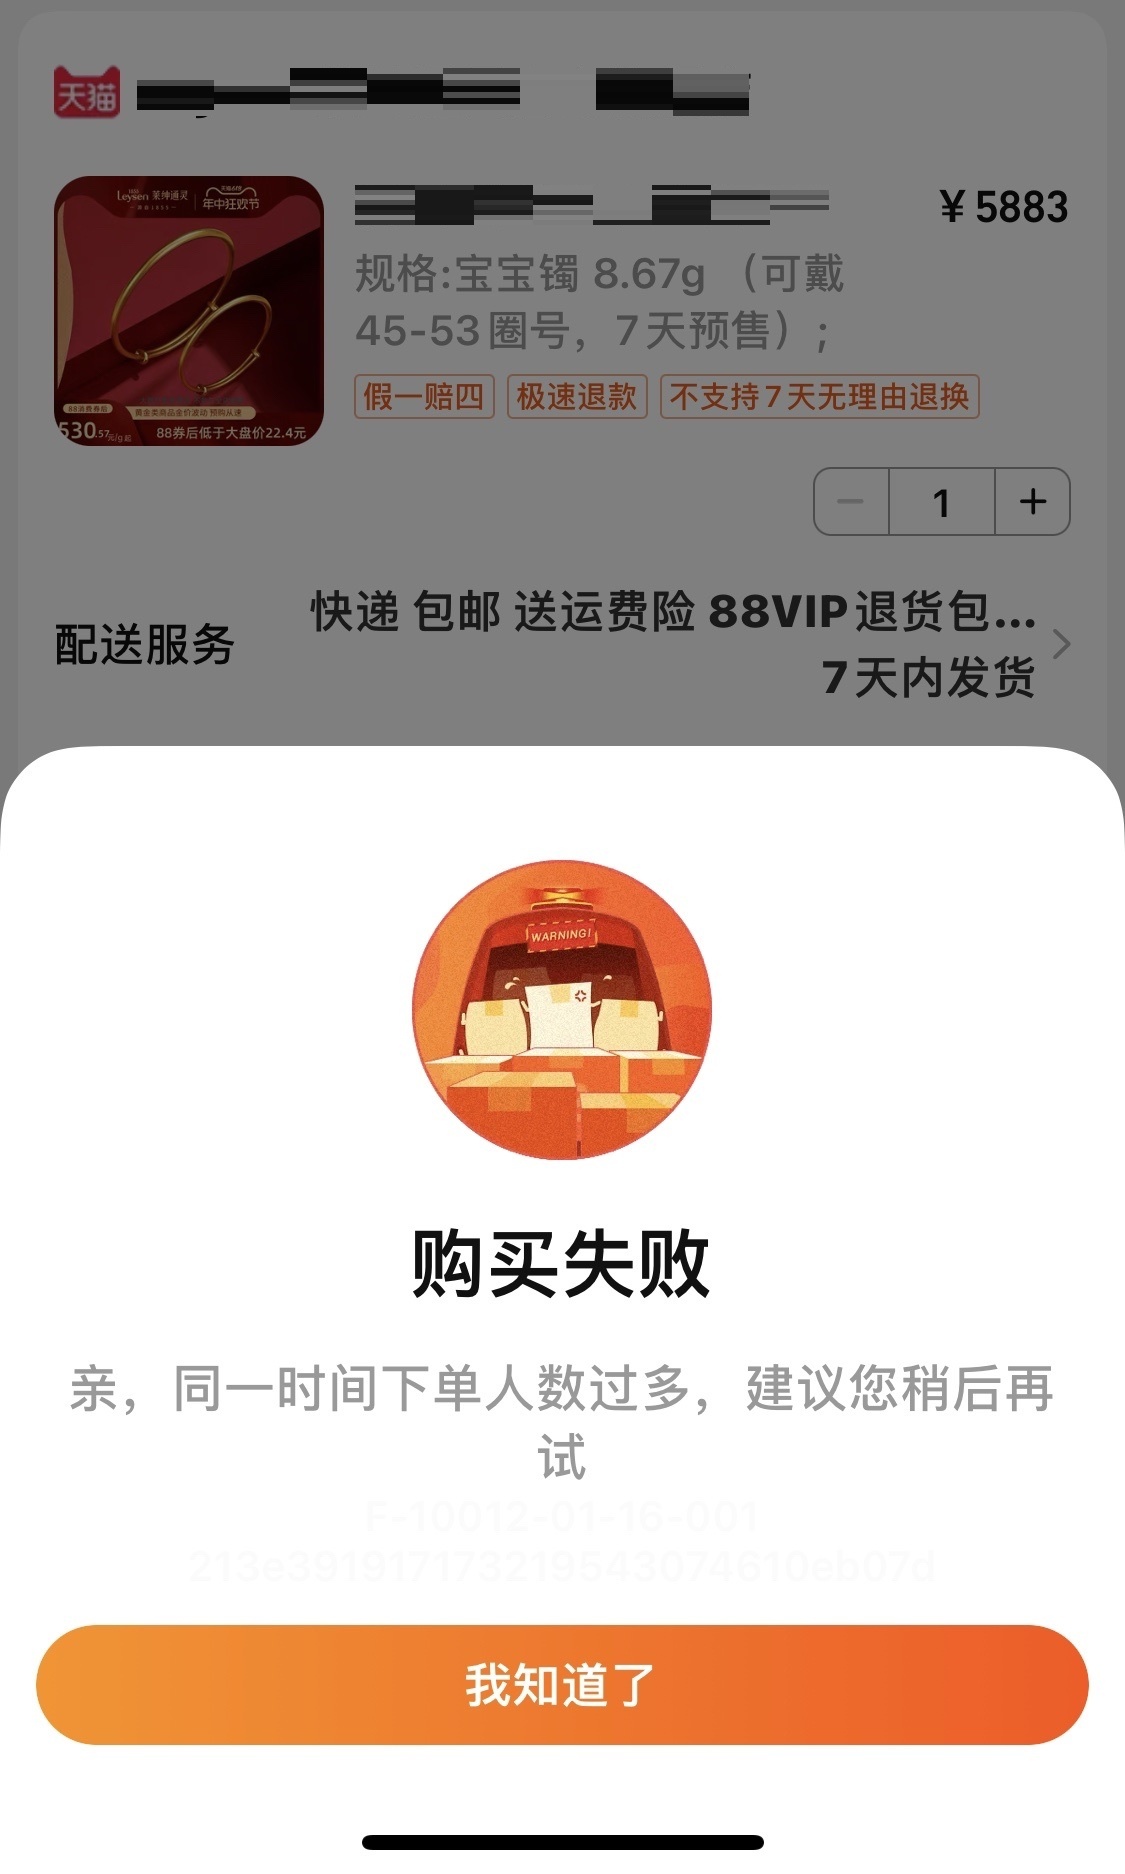 天猫
Leysen 莱绅通灵
年中狂欢节
¥5883
规格:宝宝镯 8.67g （可戴
45-53圈号，7天预售）;
假一赔四 极速退款 不支持7天无理由退换
88消费券后
黄金类商品金价波动 预购从速
530.57元/g起
88券后低于大盘价22.4元
1
配送服务
快递 包邮 送运费险 88VIP退货包...
7天内发货
WARNING!
购买失败
亲，同一时间下单人数过多，建议您稍后再
试
F-10012-01-16-001
213e391917173219543074610eb07d
我知道了